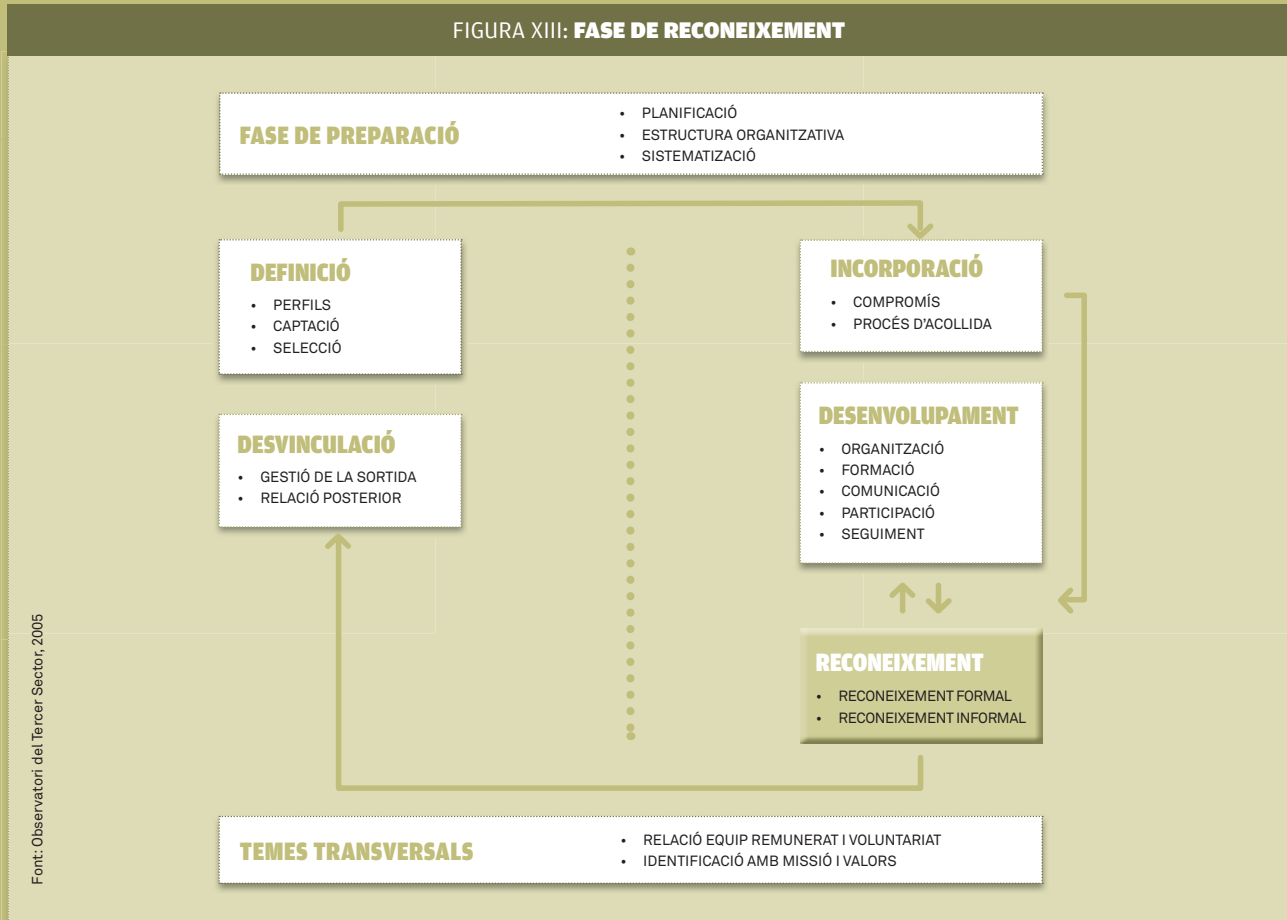 FIGURA XIII: FASE DE RECONEIXEMENT
FASE DE PREPARACIÓ
• PLANIFICACIÓ
• ESTRUCTURA ORGANITZATIVA
• SISTEMATIZACIÓ
DEFINICIÓ
• PERFILS
• CAPTACIÓ
• SELECCIÓ
INCORPORACIÓ
• COMPROMÍS
• PROCÉS D'ACOLLIDA
DESVINCULACIÓ
• GESTIÓ DE LA SORTIDA
• RELACIÓ POSTERIOR
DESENVOLUPAMENT
• ORGANITZACIÓ
• FORMACIÓ
• COMUNICACIÓ
• PARTICIPACIÓ
• SEGUIMENT
RECONEIXEMENT
• RECONEIXEMENT FORMAL
• RECONEIXEMENT INFORMAL
TEMES TRANSVERSALS
• RELACIÓ EQUIP REMUNERAT I VOLUNTARIAT
• IDENTIFICACIÓ AMB MISSIÓ I VALORS
Font: Observatori del Tercer Sector, 2005